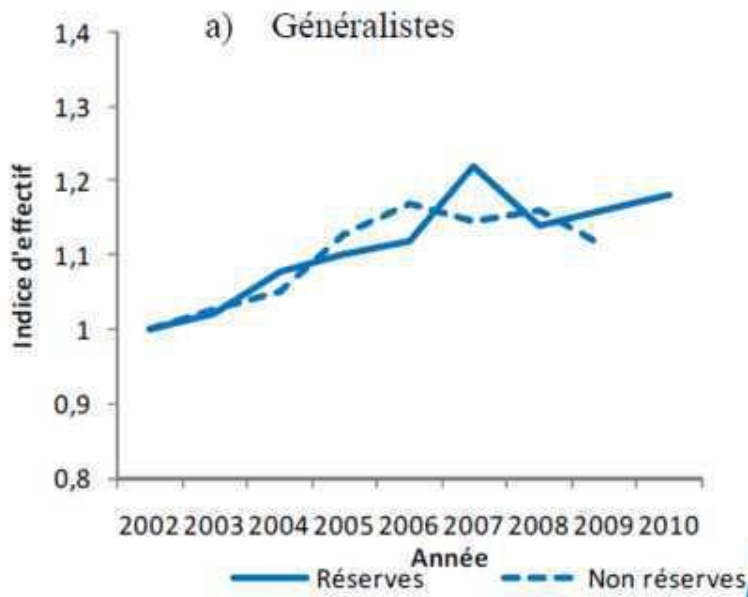 a) Généralistes
1,4
1,3
1,2
1,1
1
0,9
0,8
Indice d'effectif
2002 2003 2004 2005 2006 2007 2008 2009 2010
Année
Réserves Non réserves